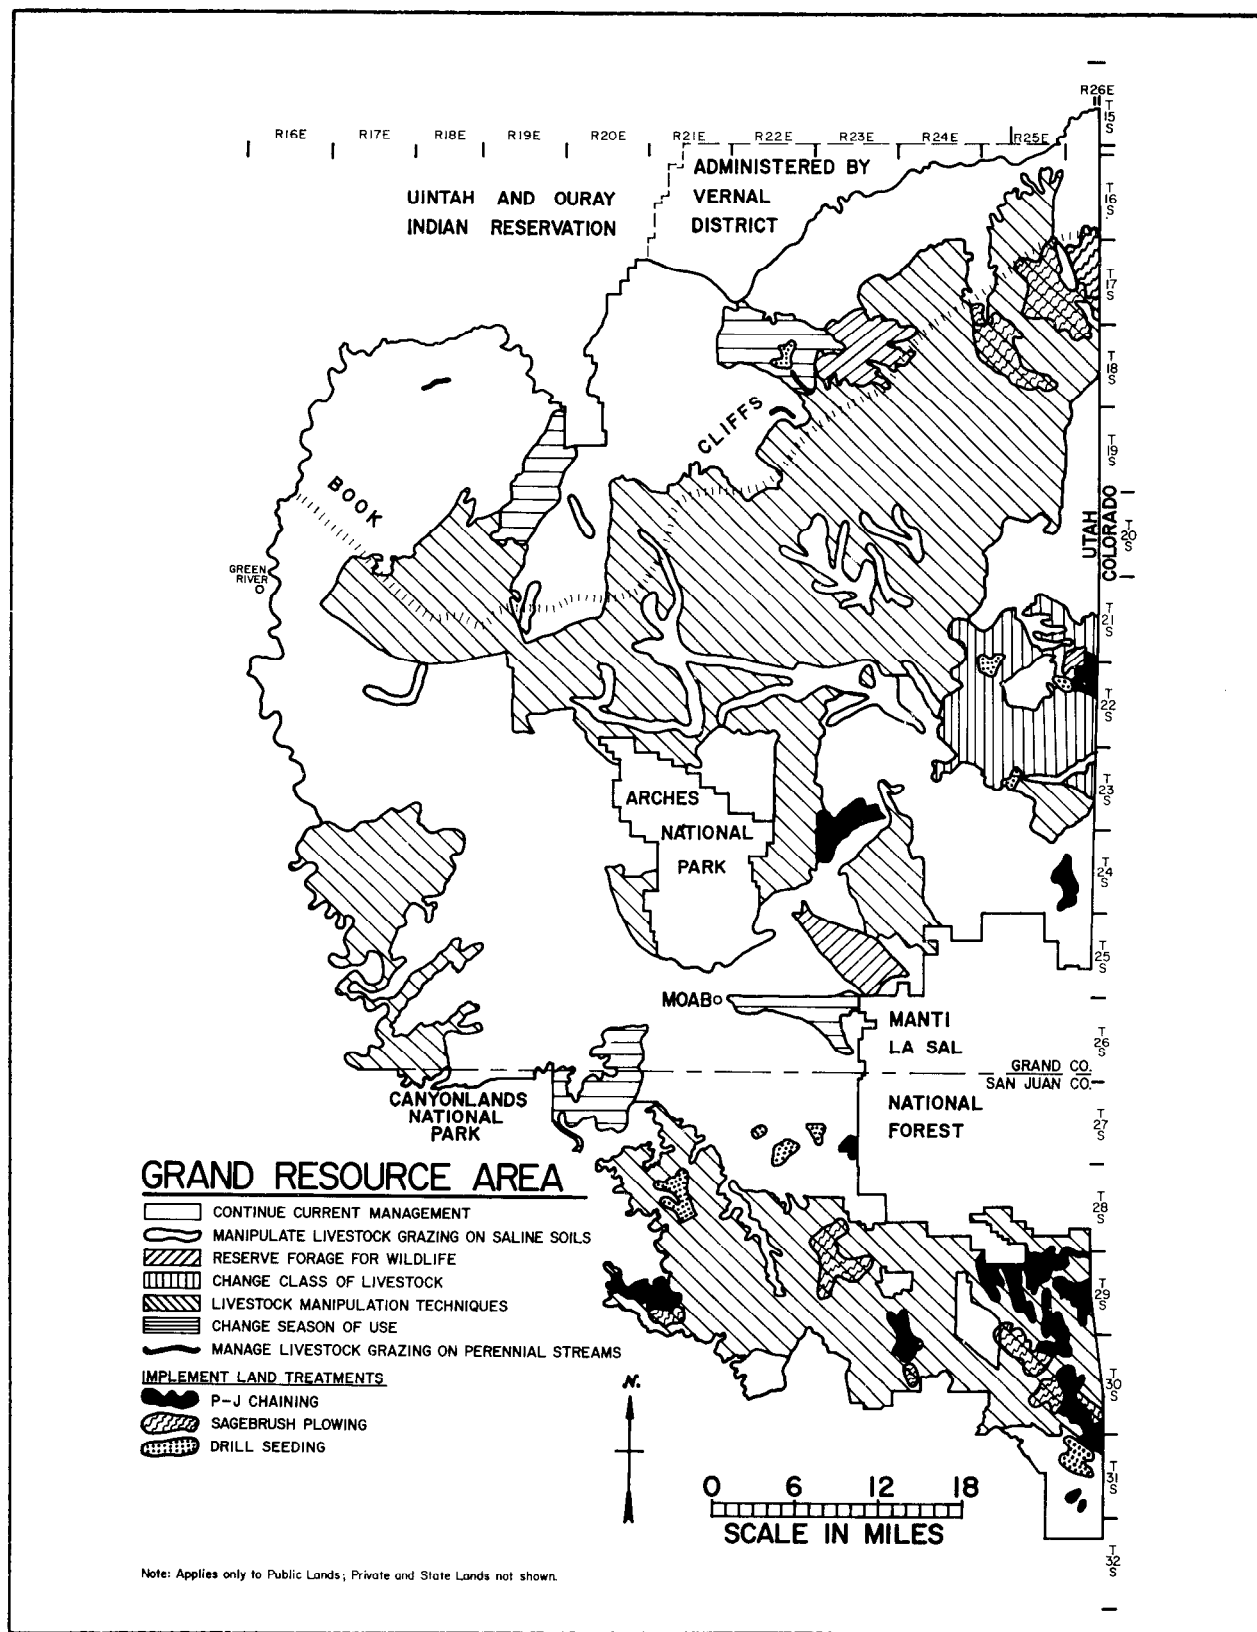 R26E
T
15
S
R16E R17E R18E R19E R20E R21E R22E R23E R24E R25E
UINTAH AND OURAY
INDIAN RESERVATION
ADMINISTERED BY
VERNAL
DISTRICT
T
16
S
T
17
S
T
18
S
CLIFFS
T
19
S
BOOK
UTAH
COLORADO
T
20
S
GREEN
RIVER
T
21
S
T
22
S
T
23
S
ARCHES
NATIONAL
PARK
T
24
S
T
25
S
MOAB
MANTI
LA SAL
T
26
S
GRAND CO.
SAN JUAN CO.
CANYONLANDS
NATIONAL
PARK
NATIONAL
FOREST
T
27
S
GRAND RESOURCE AREA
CONTINUE CURRENT MANAGEMENT
MANIPULATE LIVESTOCK GRAZING ON SALINE SOILS
RESERVE FORAGE FOR WILDLIFE
CHANGE CLASS OF LIVESTOCK
LIVESTOCK MANIPULATION TECHNIQUES
CHANGE SEASON OF USE
MANAGE LIVESTOCK GRAZING ON PERENNIAL STREAMS
IMPLEMENT LAND TREATMENTS
P-J CHAINING
SAGEBRUSH PLOWING
DRILL SEEDING
T
28
S
T
29
S
T
30
S
T
31
S
T
32
S
N.
0 6 12 18
SCALE IN MILES
Note: Applies only to Public Lands; Private and State Lands not shown.